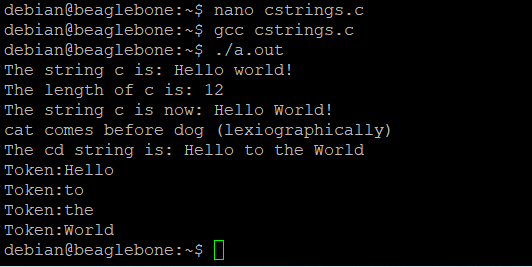 debian@beaglebone:~$ nano cstrings.c
debian@beaglebone:~$ gcc cstrings.c
debian@beaglebone:~$ ./a.out
The string c is: Hello world!
The length of c is: 12
The string c is now: Hello World!
cat comes before dog (lexiographically)
The cd string is: Hello to the World
Token:Hello
Token:to
Token:the
Token:World
debian@beaglebone:~$